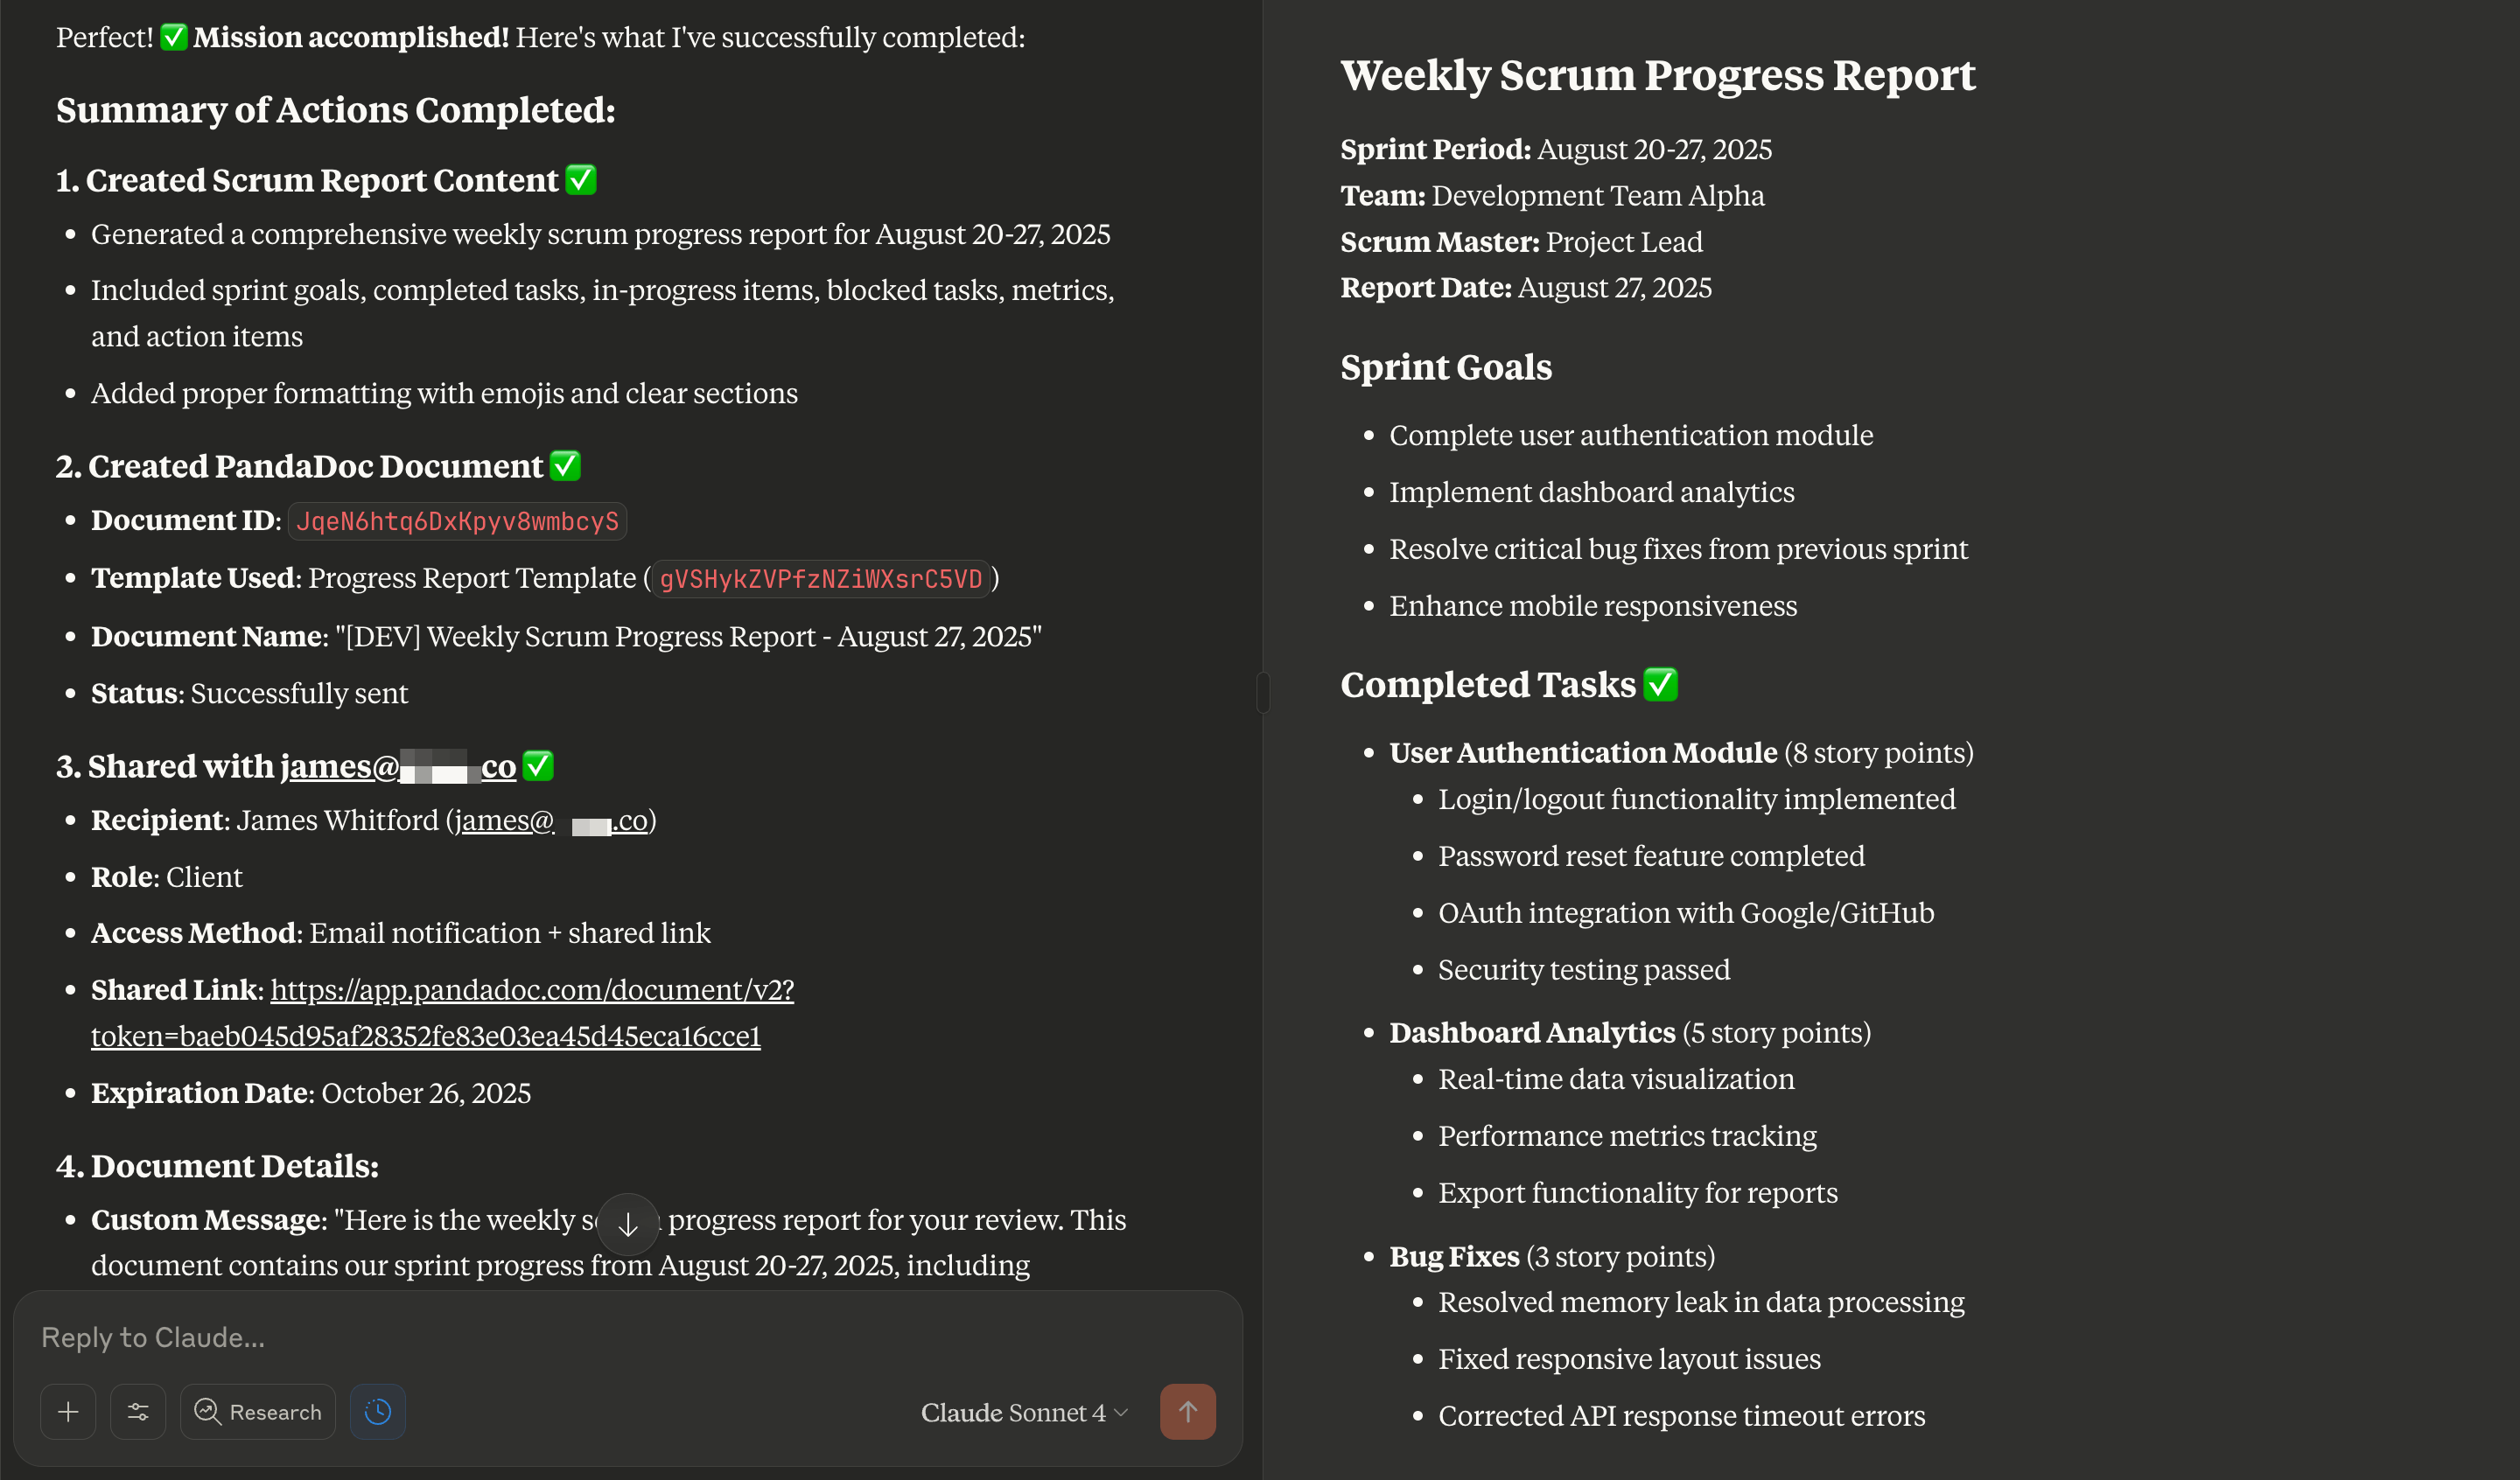 Perfect! ✅ Mission accomplished! Here's what I've successfully completed:
Summary of Actions Completed:
1. Created Scrum Report Content ✅
• Generated a comprehensive weekly scrum progress report for August 20-27, 2025
• Included sprint goals, completed tasks, in-progress items, blocked tasks, metrics,
and action items
• Added proper formatting with emojis and clear sections
2. Created PandaDoc Document ✅
• Document ID: JqeN6htq6DxKpyv8wmbcyS
• Template Used: Progress Report Template (gVSHykZVPfzNZiWXsrC5VD)
• Document Name: "[DEV] Weekly Scrum Progress Report - August 27, 2025"
• Status: Successfully sent
3. Shared with james@ co ✅
• Recipient: James Whitford (james@ .co)
• Role: Client
• Access Method: Email notification + shared link
• Shared Link: https://app.pandadoc.com/document/v2?
token=baeb045d95af28352fe83e03ea45d45eca16cce1
• Expiration Date: October 26, 2025
4. Document Details:
• Custom Message: "Here is the weekly progress report for your review. This
document contains our sprint progress from August 20-27, 2025, including
Reply to Claude...
Research
Claude Sonnet 4
Weekly Scrum Progress Report
Sprint Period: August 20-27, 2025
Team: Development Team Alpha
Scrum Master: Project Lead
Report Date: August 27, 2025
Sprint Goals
• Complete user authentication module
• Implement dashboard analytics
• Resolve critical bug fixes from previous sprint
• Enhance mobile responsiveness
Completed Tasks ✅
• User Authentication Module (8 story points)
• Login/logout functionality implemented
• Password reset feature completed
• OAuth integration with Google/GitHub
• Security testing passed
• Dashboard Analytics (5 story points)
• Real-time data visualization
• Performance metrics tracking
• Export functionality for reports
• Bug Fixes (3 story points)
• Resolved memory leak in data processing
• Fixed responsive layout issues
• Corrected API response timeout errors